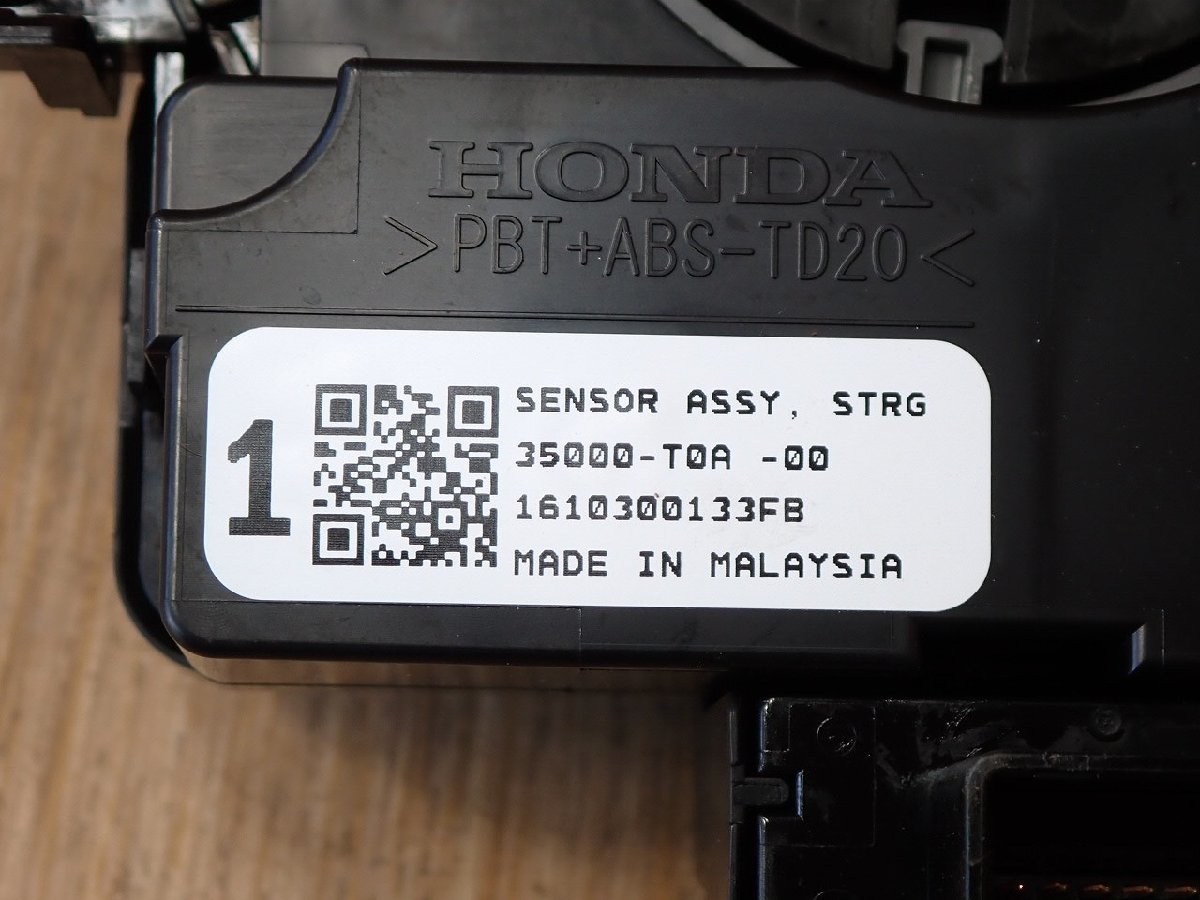 HONDA
>PBT+ABS-TD20<
1
SENSOR ASSY, STRG
35000-T0A -00
1610300133FB
MADE IN MALAYSIA